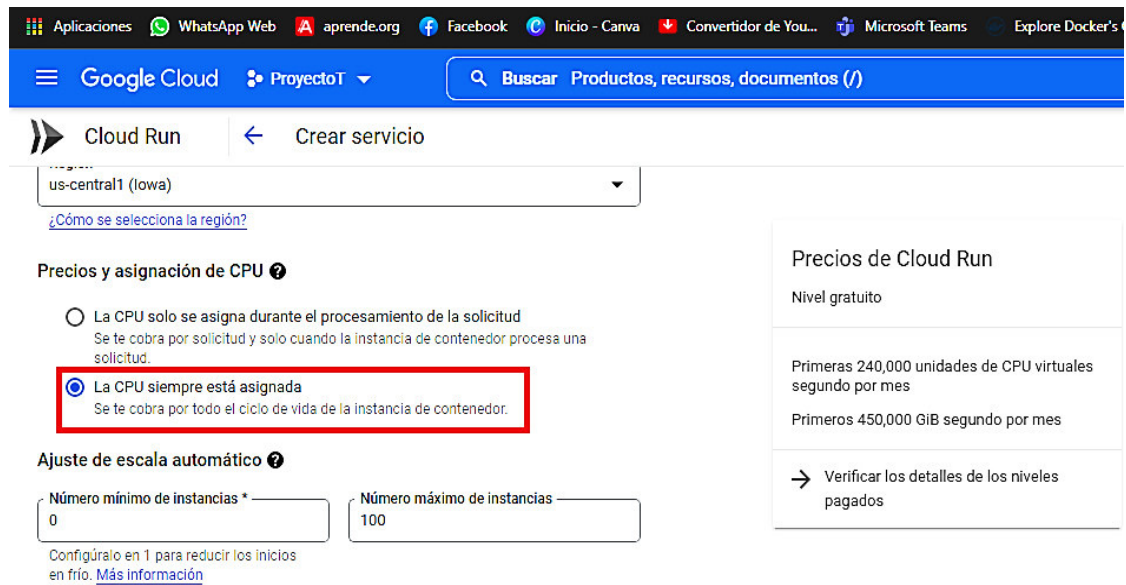 Aplicaciones WhatsApp Web aprende.org Facebook Inicio - Canva Convertidor de You... Microsoft Teams Explore Docker's
Google Cloud ProyectoT Buscar Productos, recursos, documentos (/)
Cloud Run Crear servicio
us-central1 (Iowa)
¿Cómo se selecciona la región?
Precios y asignación de CPU
La CPU solo se asigna durante el procesamiento de la solicitud
Se te cobra por solicitud y solo cuando la instancia de contenedor procesa una
solicitud.
La CPU siempre está asignada
Se te cobra por todo el ciclo de vida de la instancia de contenedor.
Ajuste de escala automático
Número mínimo de instancias *
0
Configúralo en 1 para reducir los inicios
en frío. Más información
Número máximo de instancias
100
Precios de Cloud Run
Nivel gratuito
Primeras 240,000 unidades de CPU virtuales
segundo por mes
Primeros 450,000 GiB segundo por mes
Verificar los detalles de los niveles
pagados